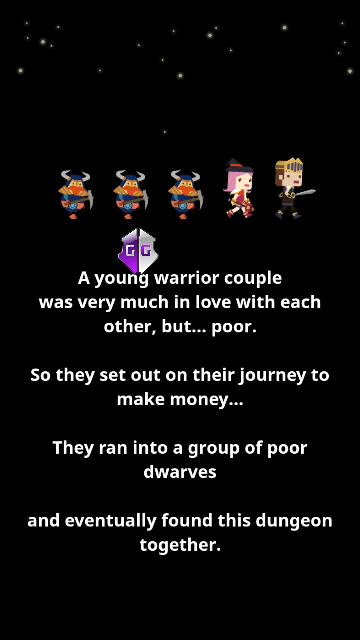 GG
A young warrior couple
was very much in love with each
other, but... poor.
So they set out on their journey to
make money...
They ran into a group of poor
dwarves
and eventually found this dungeon
together.